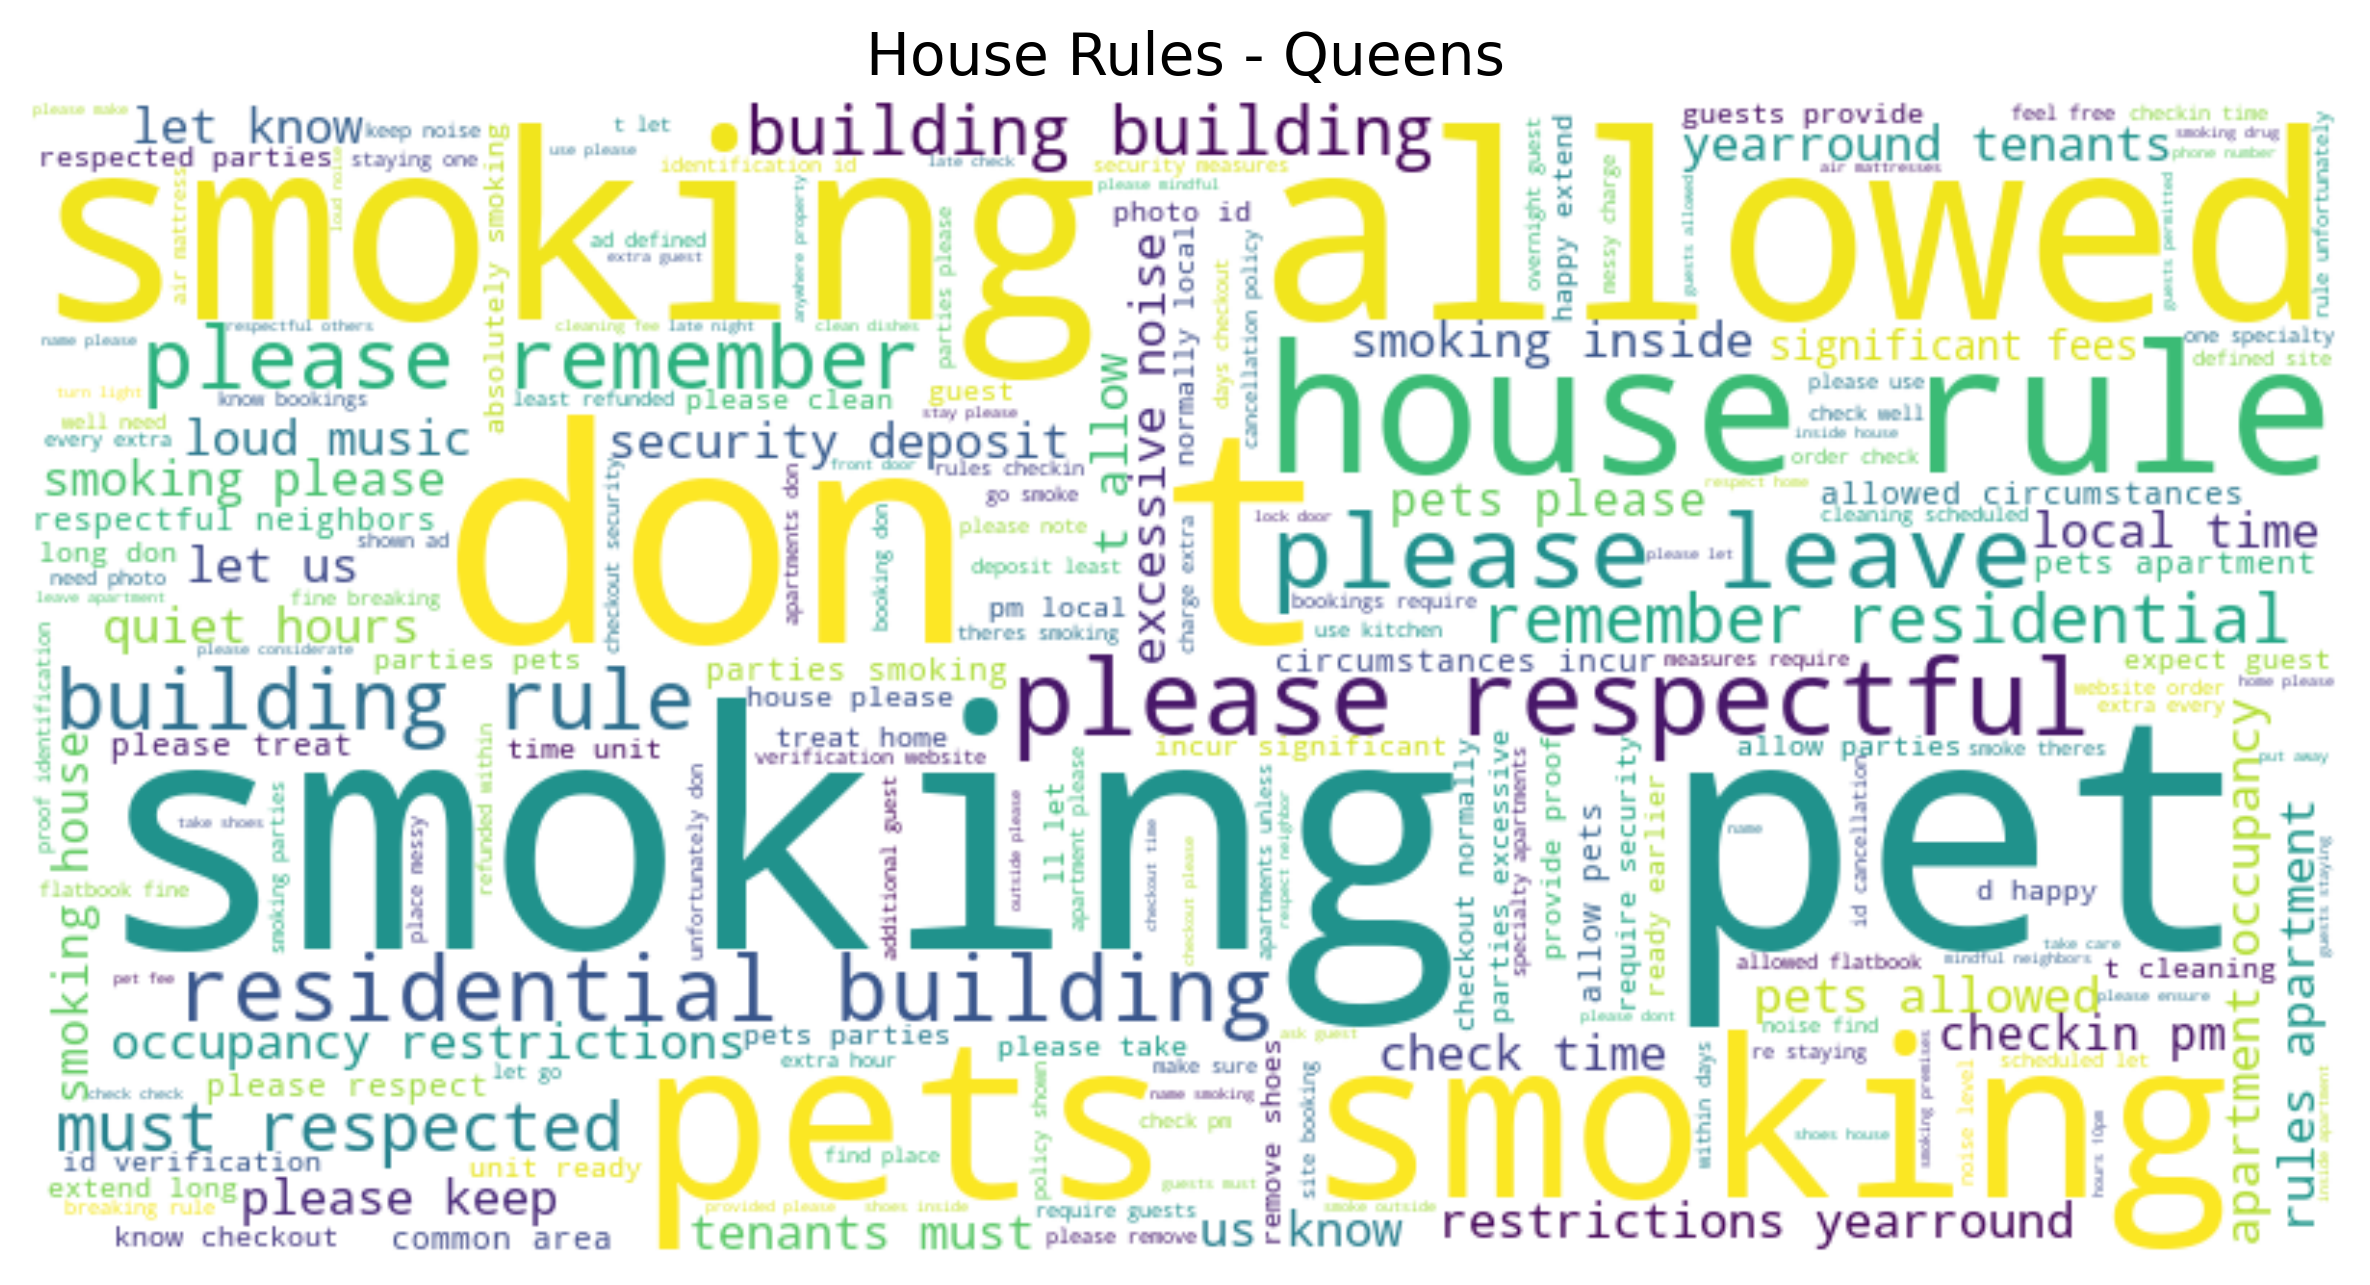 House Rules - Queens
please make
let know
keep noise
t let
building building
guests provide
feel free
checkin time
respected parties
staying one
use please
identification id
late check
security measures
yearround tenants
smoking drug
phone number
air mattresses
smoking allowed
please mindful
air mattress
loud noise
absolutely smoking
ad defined
extra guest
anywhere property
parties please
photo id
excessive noise
normally local
days checkout
cancellation policy
overnight guest
happy extend
messy charge
guests allowed
guests permitted
rule unfortunately
respectful others
cleaning fee
late night
clean dishes
name please
please remember
smoking inside
significant fees
one specialty
defined site
turn light
know bookings
least refunded
please clean
guest
stay please
t allow
house rule
please use
check well
inside house
order check
well need
every extra
loud music
security deposit
front door
rules checkin
go smoke
smoking please
don t
checkout security
apartments don
booking don
please note
deposit least
charge extra
lock door
pets please
respect home
allowed circumstances
cleaning scheduled
local time
respectful neighbors
shown ad
long don
let us
need photo
leave apartment
fine breaking
please leave
please let
pets apartment
pm local
theres smoking
bookings require
use kitchen
remember residential
quiet hours
please considerate
parties pets
parties smoking
circumstances incur
measures require
expect guest
proof identification
building rule
house please
please respectful
website order
home please
extra every
please treat
time unit
treat home
verification website
incur significant
allow parties
smoke theres
put away
smoking house
smoking pet
take shoes
smoking parties
place messy
refunded within
unfortunately don
additional guest
outside please
ll let
apartment please
checkout time
checkout please
apartments unless
respect neighbor
checkout normally
parties excessive
specialty apartments
provide proof
allow pets
require security
ready earlier
name
id cancellation
d happy
apartment occupancy
rules apartment
guests staying
flatbook fine
pet fee
residential building
allowed flatbook
mindful neighbors
take care
t cleaning
pets allowed
please ensure
please dont
occupancy restrictions
pets parties
extra hour
please take
ask guest
check time
noise find
re staying
checkin pm
scheduled let
let go
please respect
check check
make sure
name smoking
check pm
must respected
pets
smoking
find place
policy shown
remove shoes
site booking
within days
shoes house
smoking premises
noise level
hours 10pm
inside apartment
id verification
unit ready
extend long
breaking rule
please keep
guests must
provided please
shoes inside
require guests
smoke outside
know checkout
common area
tenants must
please remove
us know
restrictions yearround